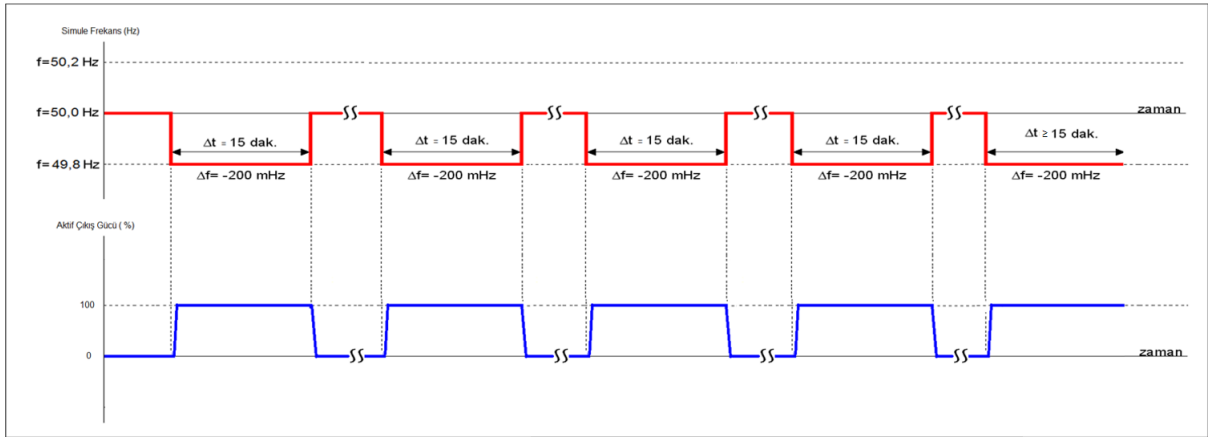 Simule Frekans (Hz)
f=50,2 Hz
f=50,0 Hz
zaman
Δt = 15 dak.
Δt = 15 dak.
Δt = 15 dak.
Δt = 15 dak.
Δt ≥ 15 dak.
f=49,8 Hz
Δf= -200 mHz
Δf= -200 mHz
Δf= -200 mHz
Δf= -200 mHz
Δf= -200 mHz
Aktif Çıkış Gücü ( %)
100
0
zaman